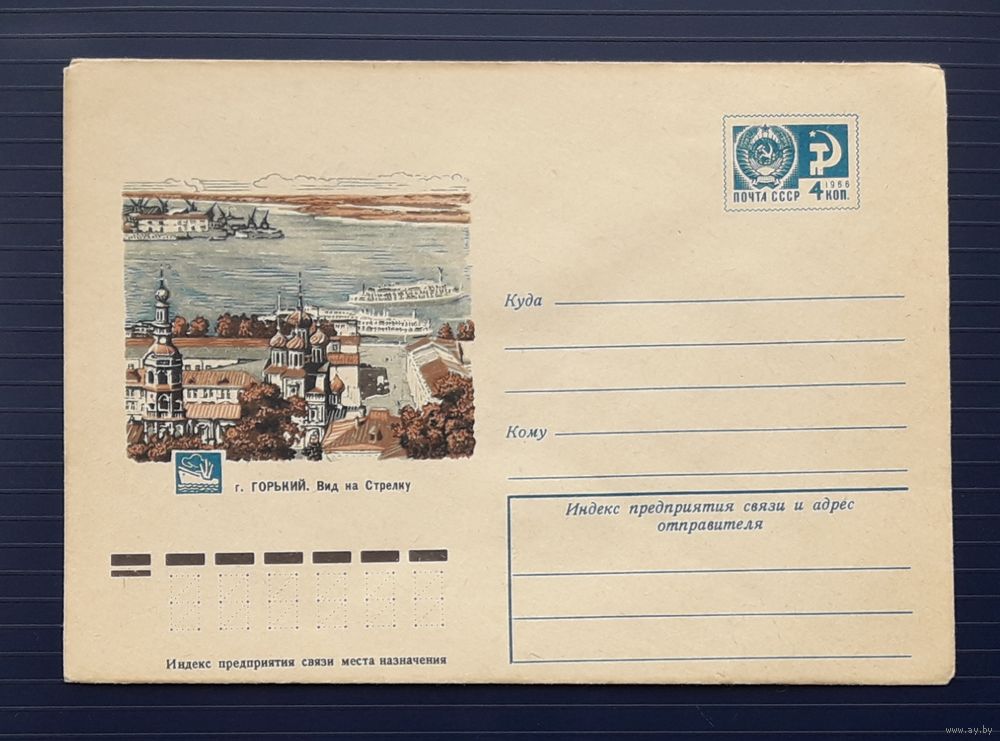 1966
ПОЧТА СССР 4 КОП.
Куда
Кому
г. ГОРЬКИЙ. Вид на Стрелку
Индекс предприятия связи и адрес
отправителя
Индекс предприятия связи места назначения
www.ay.by